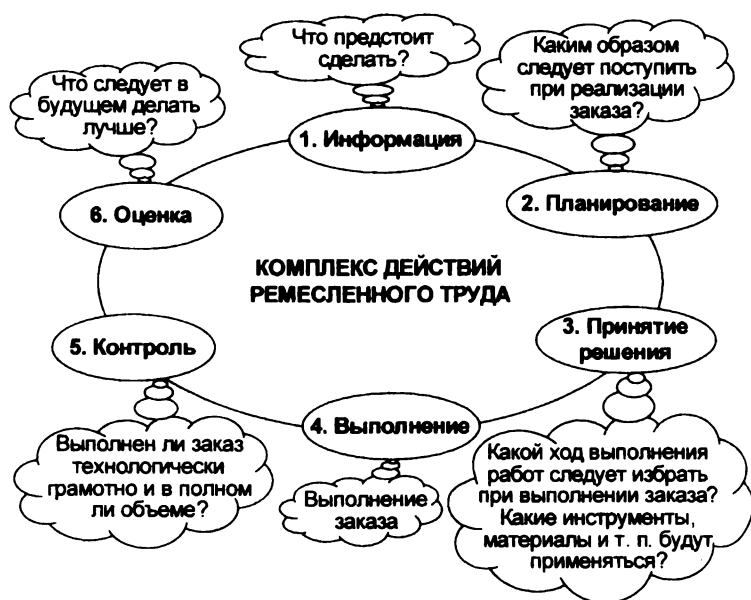 Что предстоит
сделать?
1. Информация
Каким образом
следует поступить
при реализации
заказа?
2. Планирование
Что следует в
будущем делать
лучше?
6. Оценка
КОМПЛЕКС ДЕЙСТВИЙ
РЕМЕСЛЕННОГО ТРУДА
3. Принятие
решения
Какой ход выполнения
работ следует избрать
при выполнении заказа?
Какие инструменты,
материалы и т. п. будут
применяться?
4. Выполнение
Выполнение
заказа
5. Контроль
Выполнен ли заказ
технологически
грамотно и в полном
ли объеме?